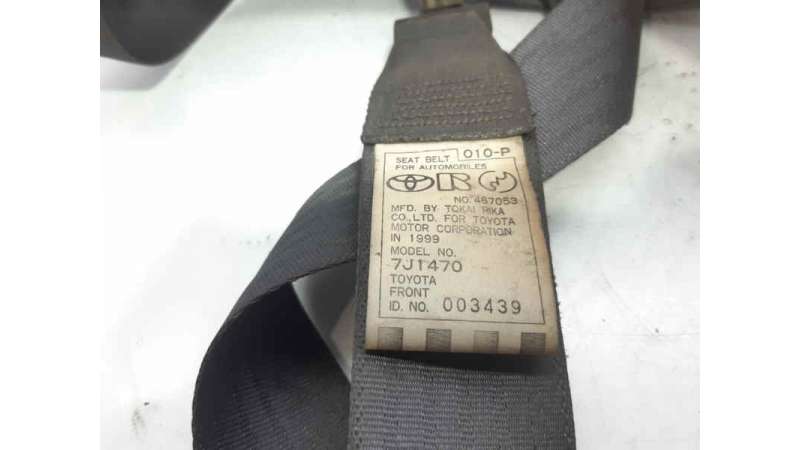 SEAT BELT 010-P
FOR AUTOMOBILES
NO. 467053
MFD. BY TOKAI RIKA
CO., LTD. FOR TOYOTA
MOTOR CORPORATION
IN 1999
MODEL NO.
7J1470
TOYOTA
FRONT
ID. NO. 003439